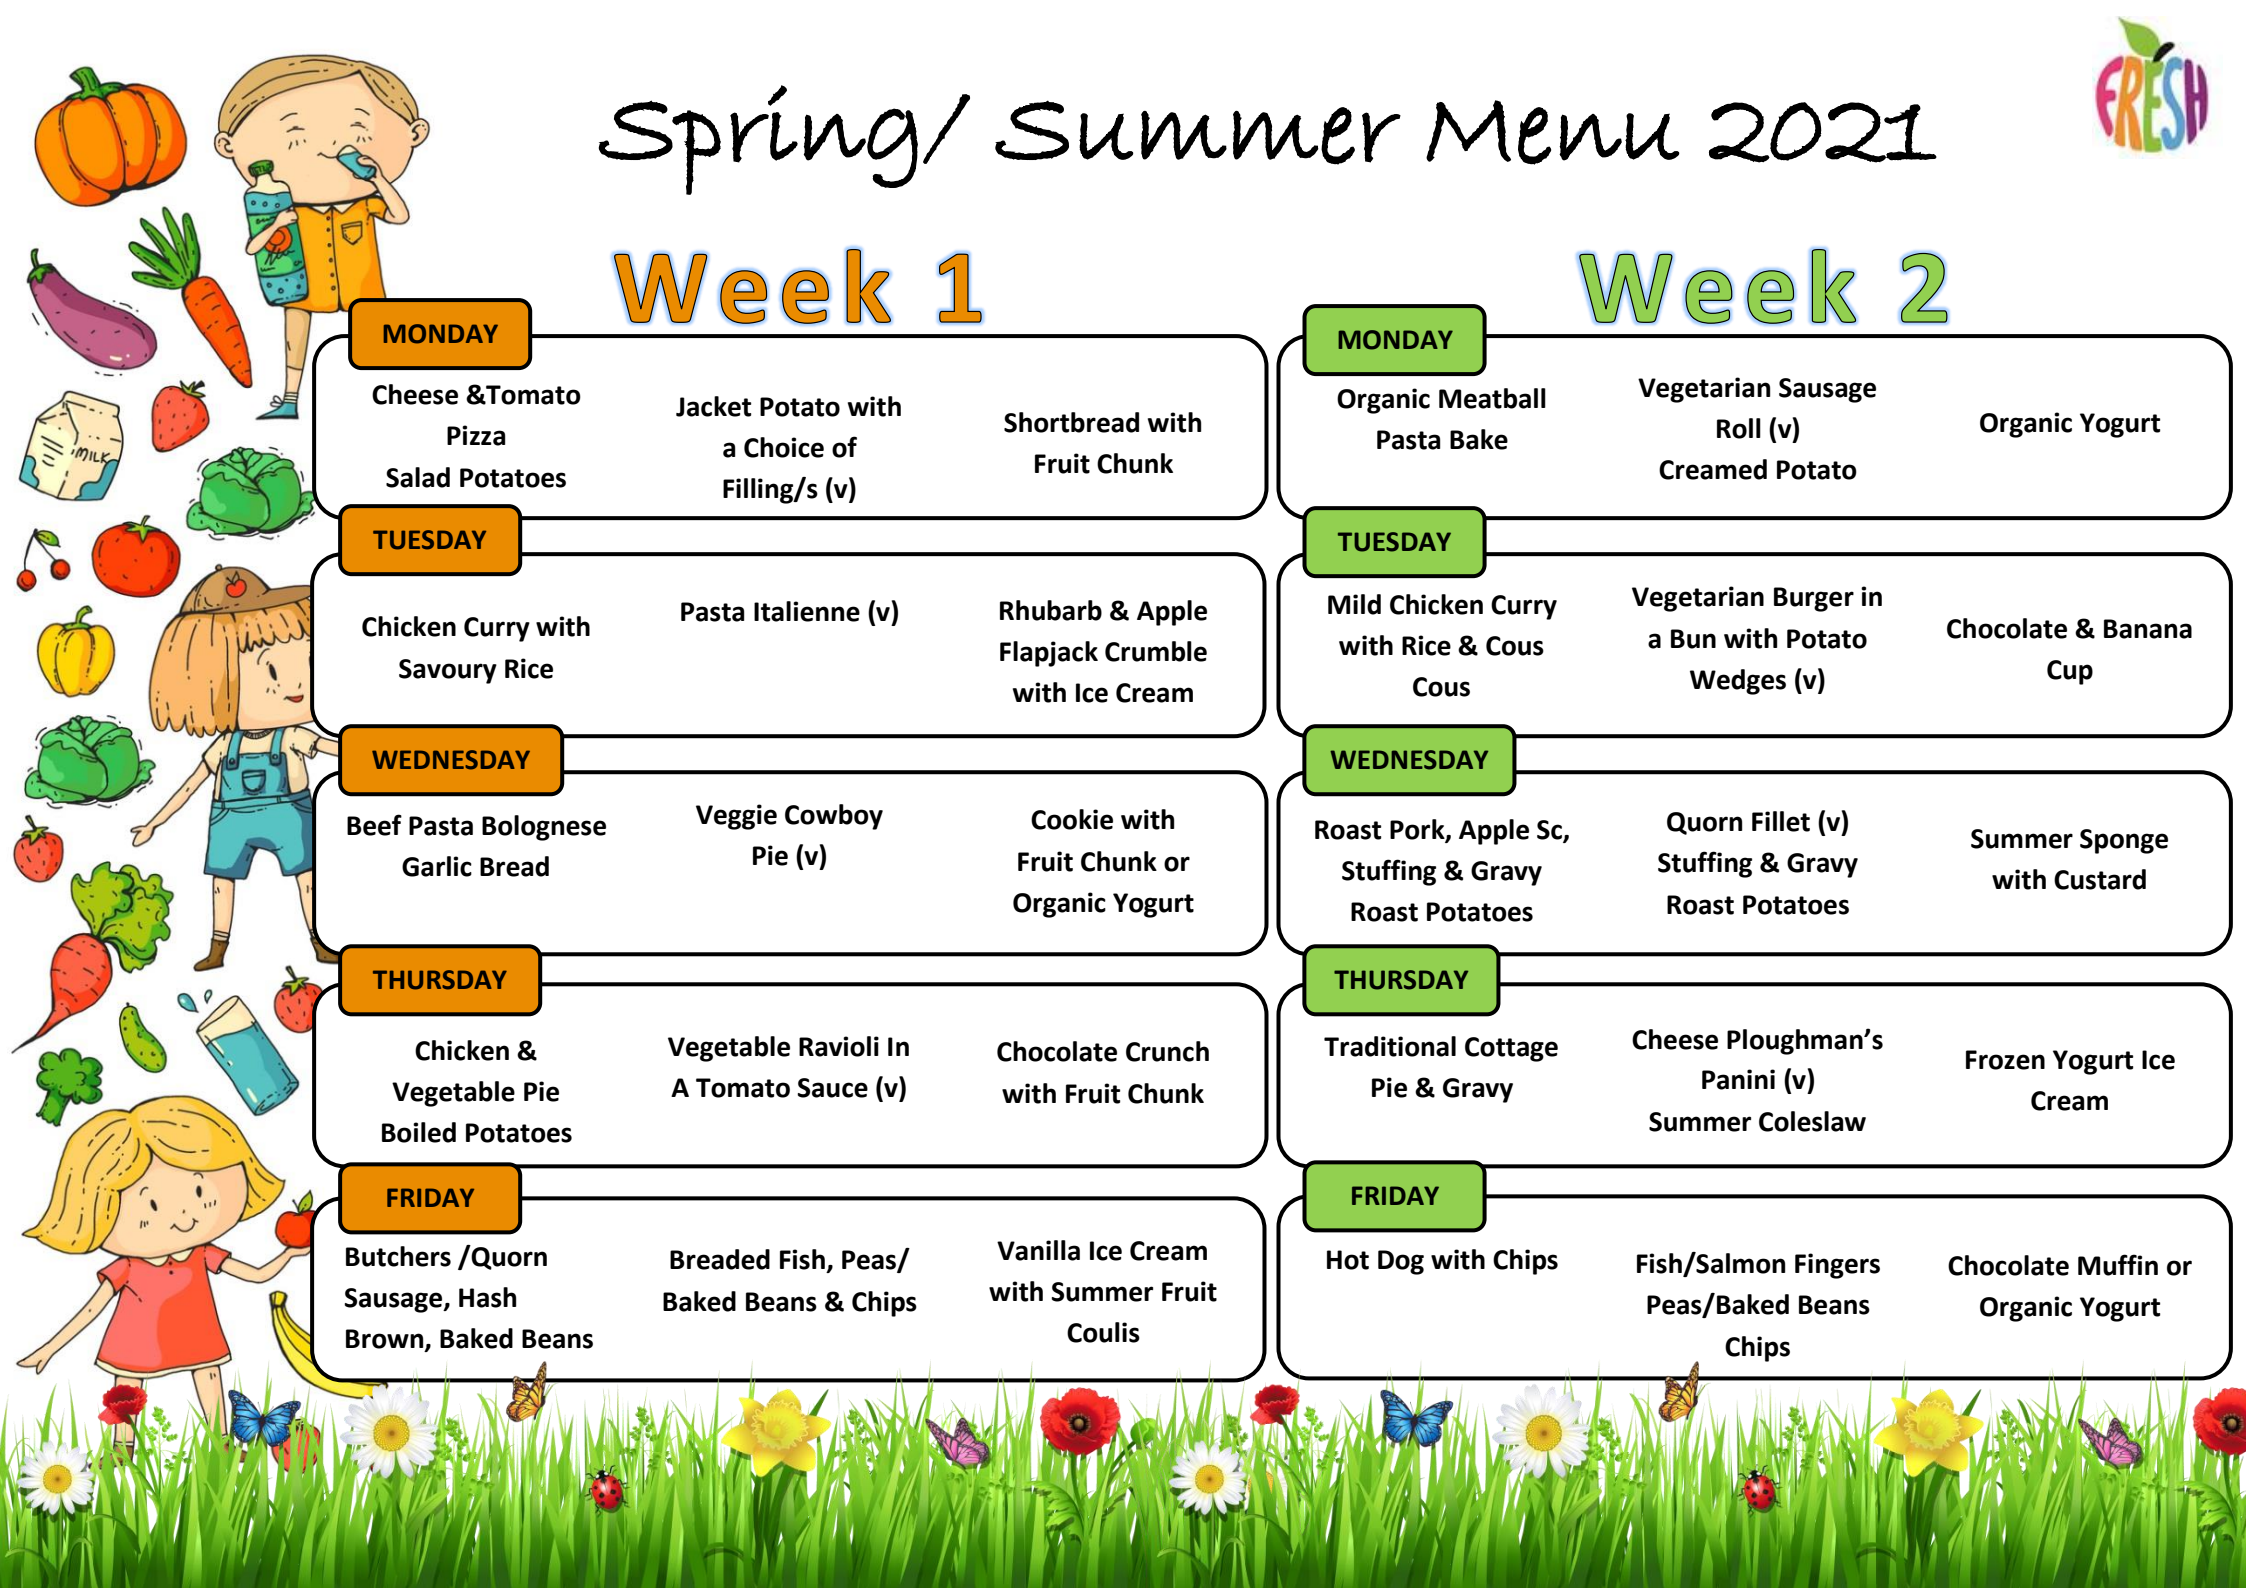 FRESH
Spring/ Summer Menu 2021
Week 1
MONDAY
Cheese &Tomato
Pizza
Salad Potatoes
Jacket Potato with
a Choice of
Filling/s (v)
Shortbread with
Fruit Chunk
TUESDAY
Chicken Curry with
Savoury Rice
Pasta Italienne (v)
Rhubarb & Apple
Flapjack Crumble
with Ice Cream
WEDNESDAY
Beef Pasta Bolognese
Garlic Bread
Veggie Cowboy
Pie (v)
Cookie with
Fruit Chunk or
Organic Yogurt
THURSDAY
Chicken &
Vegetable Pie
Boiled Potatoes
Vegetable Ravioli In
A Tomato Sauce (v)
Chocolate Crunch
with Fruit Chunk
FRIDAY
Butchers /Quorn
Sausage, Hash
Brown, Baked Beans
Breaded Fish, Peas/
Baked Beans & Chips
Vanilla Ice Cream
with Summer Fruit
Coulis
Week 2
MONDAY
Organic Meatball
Pasta Bake
Vegetarian Sausage
Roll (v)
Creamed Potato
Organic Yogurt
TUESDAY
Mild Chicken Curry
with Rice & Cous
Cous
Vegetarian Burger in
a Bun with Potato
Wedges (v)
Chocolate & Banana
Cup
WEDNESDAY
Roast Pork, Apple Sc,
Stuffing & Gravy
Roast Potatoes
Quorn Fillet (v)
Stuffing & Gravy
Roast Potatoes
Summer Sponge
with Custard
THURSDAY
Traditional Cottage
Pie & Gravy
Cheese Ploughman’s
Panini (v)
Summer Coleslaw
Frozen Yogurt Ice
Cream
FRIDAY
Hot Dog with Chips
Fish/Salmon Fingers
Peas/Baked Beans
Chips
Chocolate Muffin or
Organic Yogurt
MILK